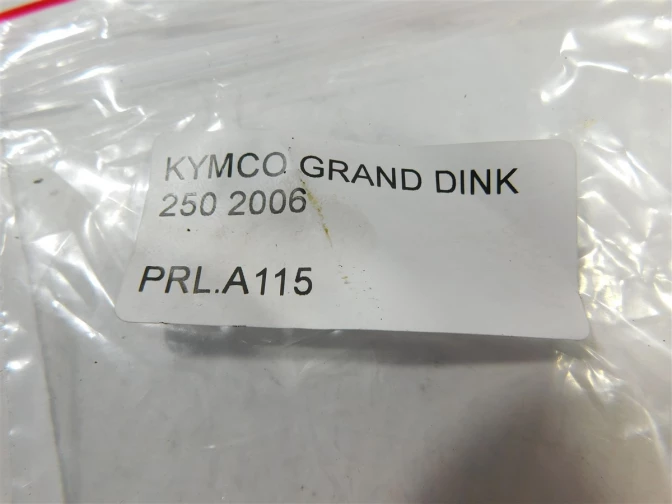 KYMCO GRAND DINK
250 2006
PRL.A115